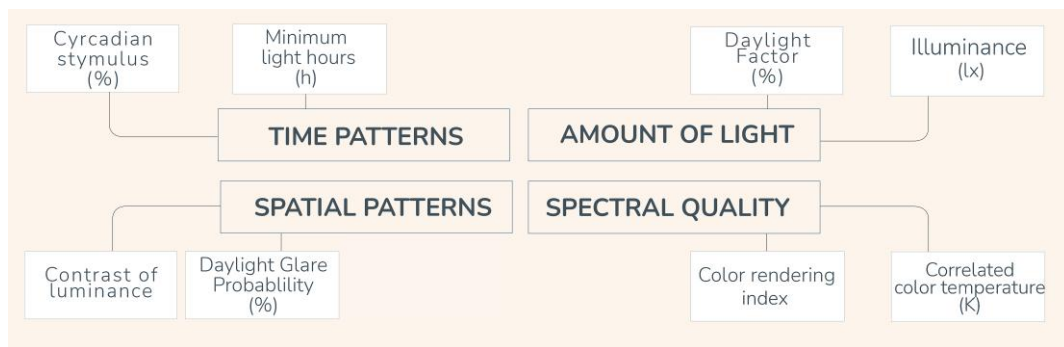 Cyrcadian
stymulus
(%)
Minimum
light hours
(h)
Daylight
Factor
(%)
Illuminance
(lx)
TIME PATTERNS
AMOUNT OF LIGHT
SPATIAL PATTERNS
SPECTRAL QUALITY
Contrast of
luminance
Daylight Glare
Probablility
(%)
Color rendering
index
Correlated
color temperature
(K)